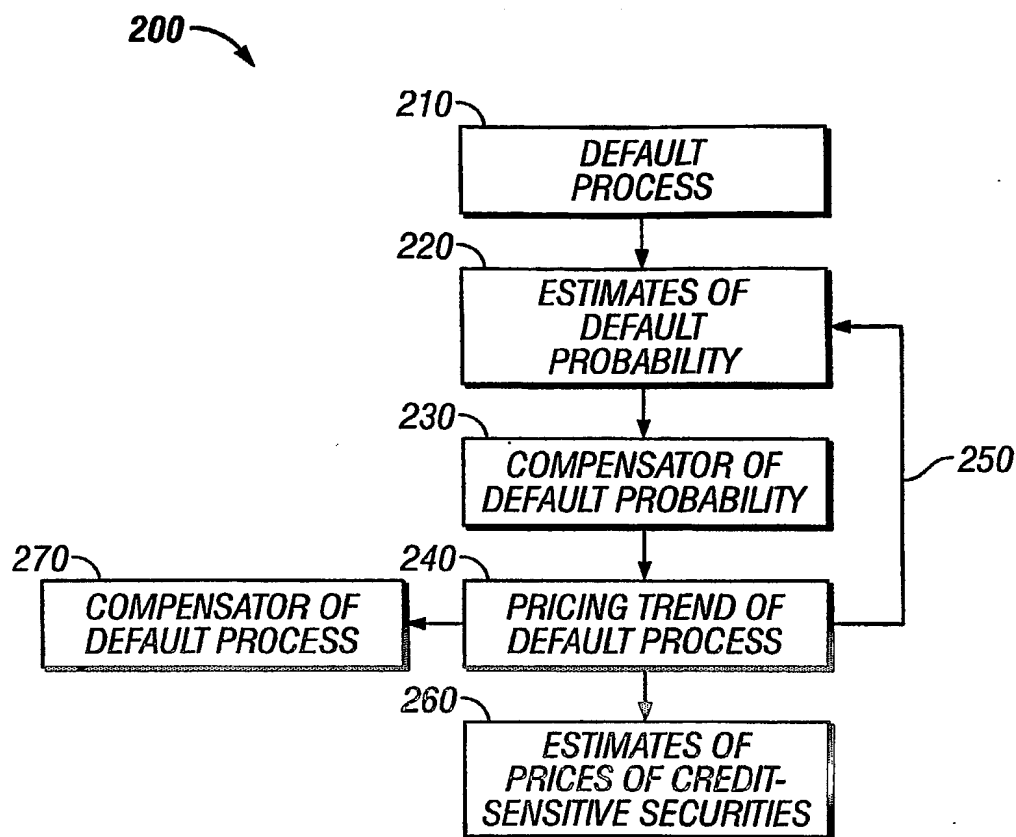 200
210
DEFAULT
PROCESS
220
ESTIMATES OF
DEFAULT
PROBABILITY
230
COMPENSATOR OF
DEFAULT PROBABILITY
250
270
COMPENSATOR OF
DEFAULT PROCESS
240
PRICING TREND OF
DEFAULT PROCESS
260
ESTIMATES OF
PRICES OF CREDIT-
SENSITIVE SECURITIES